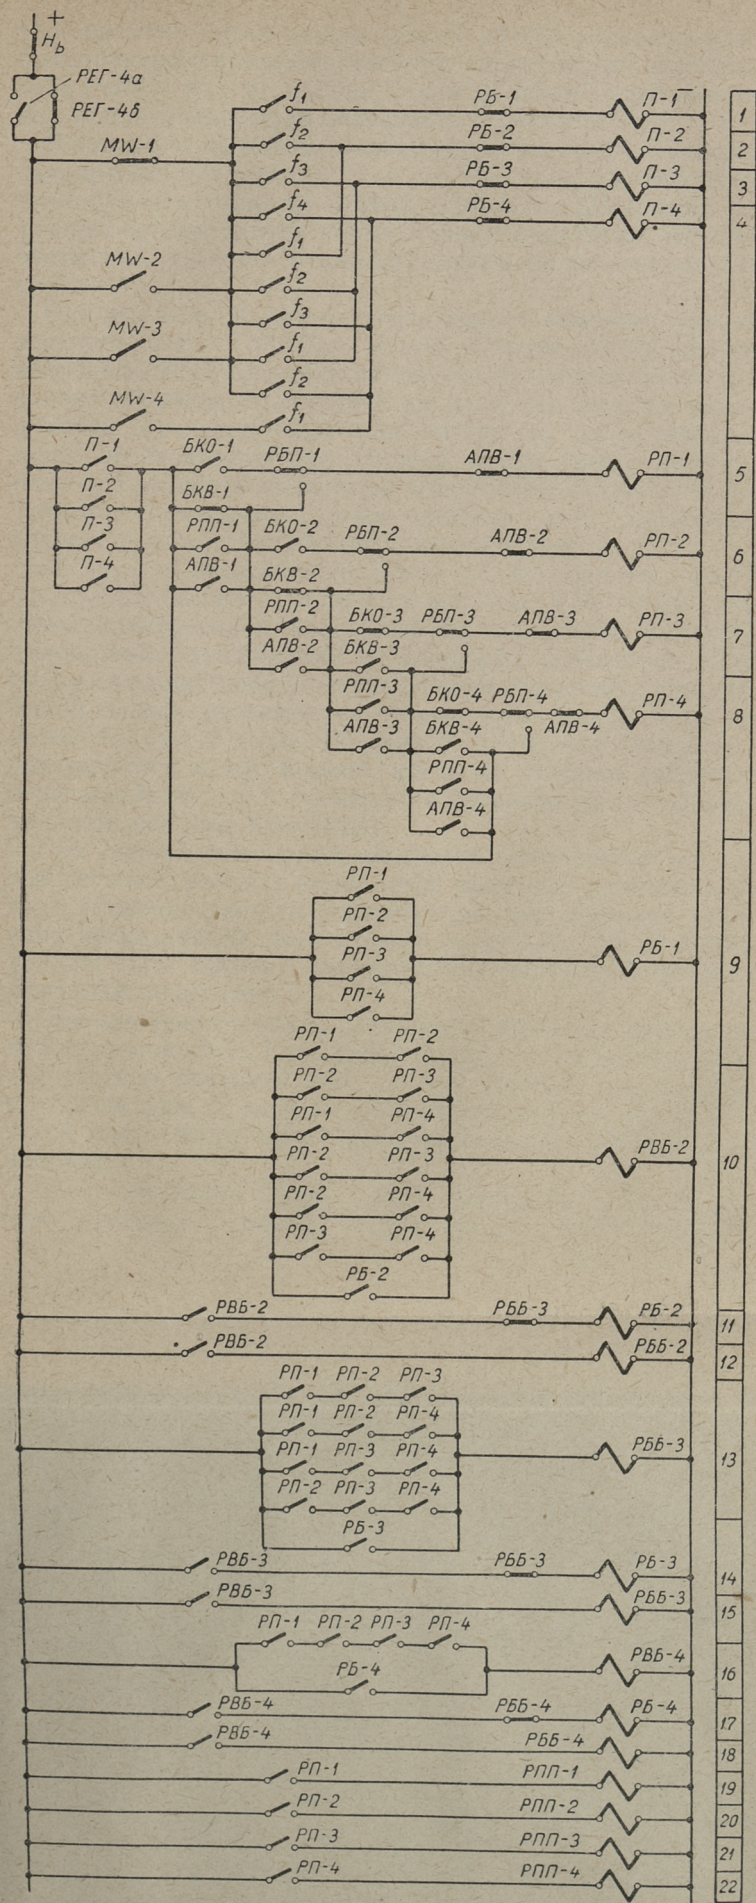 +
Hb
РЕГ-4а
РЕГ-4б
f1 РБ-1 П-1 1
MW-1 f2 РБ-2 П-2 2
f3 РБ-3 П-3 3
f4 РБ-4 П-4 4
f1
MW-2 f2
f3
MW-3 f1
f2
MW-4 f1
П-1 БКО-1 РБП-1 АПВ-1 РП-1 5
П-2 БКВ-1
П-3 РПП-1 БКО-2 РБП-2 АПВ-2 РП-2 6
П-4 АПВ-1 БКВ-2
РПП-2 БКО-3 РБП-3 АПВ-3 РП-3 7
АПВ-2 БКВ-3
РПП-3 БКО-4 РБП-4 АПВ-4 РП-4 8
АПВ-3 БКВ-4
РПП-4
АПВ-4
РП-1
РП-2
РП-3 РБ-1 9
РП-4
РП-1 РП-2
РП-2 РП-3
РП-1 РП-4
РП-2 РП-3 РВБ-2 10
РП-2 РП-4
РП-3 РП-4
РБ-2
РВБ-2 РББ-3 РБ-2 11
РВБ-2 РББ-2 12
РП-1 РП-2 РП-3
РП-1 РП-2 РП-4
РП-1 РП-3 РП-4 РББ-3 13
РП-2 РП-3 РП-4
РБ-3
РВБ-3 РББ-3 РБ-3 14
РВБ-3 РББ-3 15
РП-1 РП-2 РП-3 РП-4
РБ-4 РВБ-4 16
РВБ-4 РББ-4 РБ-4 17
РВБ-4 РББ-4 18
РП-1 РПП-1 19
РП-2 РПП-2 20
РП-3 РПП-3 21
РП-4 РПП-4 22